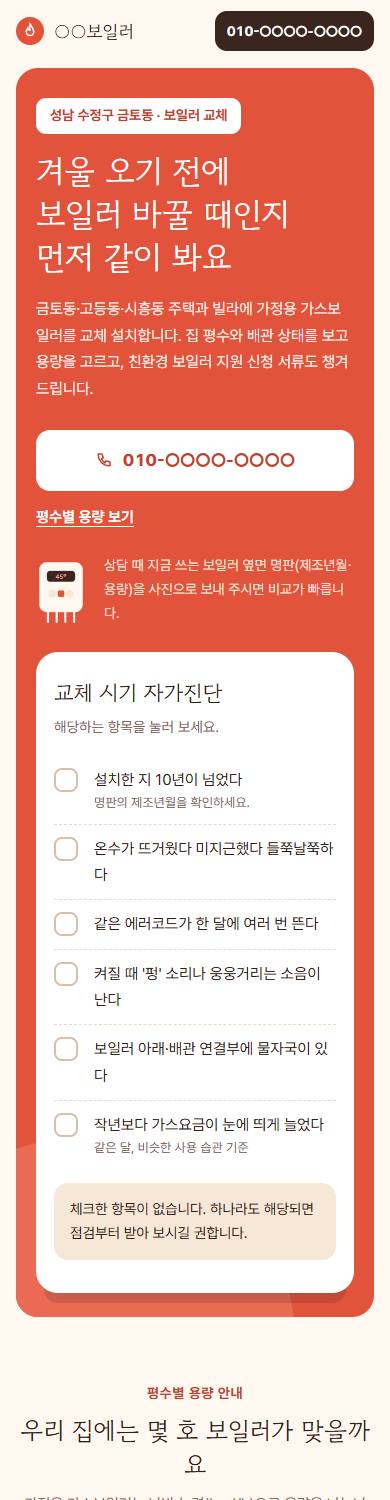 ○○보일러
010-○○○○-○○○○
성남 수정구 금토동 · 보일러 교체
겨울 오기 전에
보일러 바꿀 때인지
먼저 같이 봐요
금토동·고등동·시흥동 주택과 빌라에 가정용 가스보
일러를 교체 설치합니다. 집 평수와 배관 상태를 보고
용량을 고르고, 친환경 보일러 지원 신청 서류도 챙겨
드립니다.
010-○○○○-○○○○
평수별 용량 보기
45°
상담 때 지금 쓰는 보일러 옆면 명판(제조년월·
용량)을 사진으로 보내 주시면 비교가 빠릅니
다.
교체 시기 자가진단
해당하는 항목을 눌러 보세요.
설치한 지 10년이 넘었다
명판의 제조년월을 확인하세요.
온수가 뜨거웠다 미지근했다 들쭉날쭉하
다
같은 에러코드가 한 달에 여러 번 뜬다
켜질 때 '펑' 소리나 웅웅거리는 소음이
난다
보일러 아래·배관 연결부에 물자국이 있
다
작년보다 가스요금이 눈에 띄게 늘었다
같은 달, 비슷한 사용 습관 기준
체크한 항목이 없습니다. 하나라도 해당되면
점검부터 받아 보시길 권합니다.
평수별 용량 안내
우리 집에는 몇 호 보일러가 맞을까
요